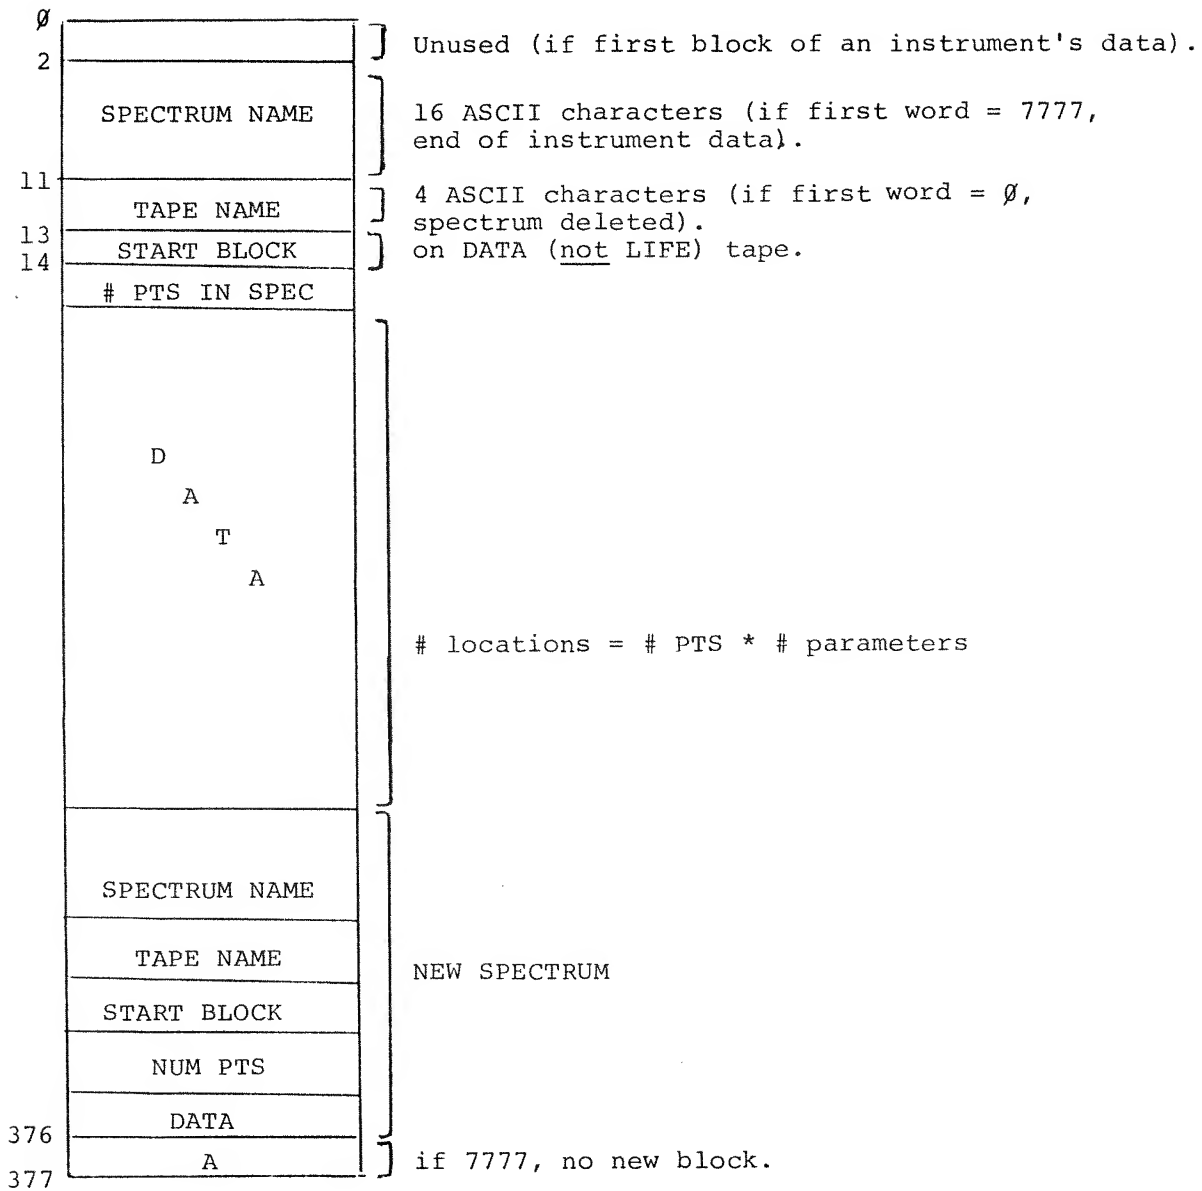 Ø
Unused (if first block of an instrument's data).
2
SPECTRUM NAME
16 ASCII characters (if first word = 7777,
end of instrument data).
11
TAPE NAME
4 ASCII characters (if first word = Ø,
spectrum deleted).
13
START BLOCK
on DATA (not LIFE) tape.
14
# PTS IN SPEC
D
A
T
A
# locations = # PTS * # parameters
SPECTRUM NAME
TAPE NAME
NEW SPECTRUM
START BLOCK
NUM PTS
DATA
376
A
if 7777, no new block.
377